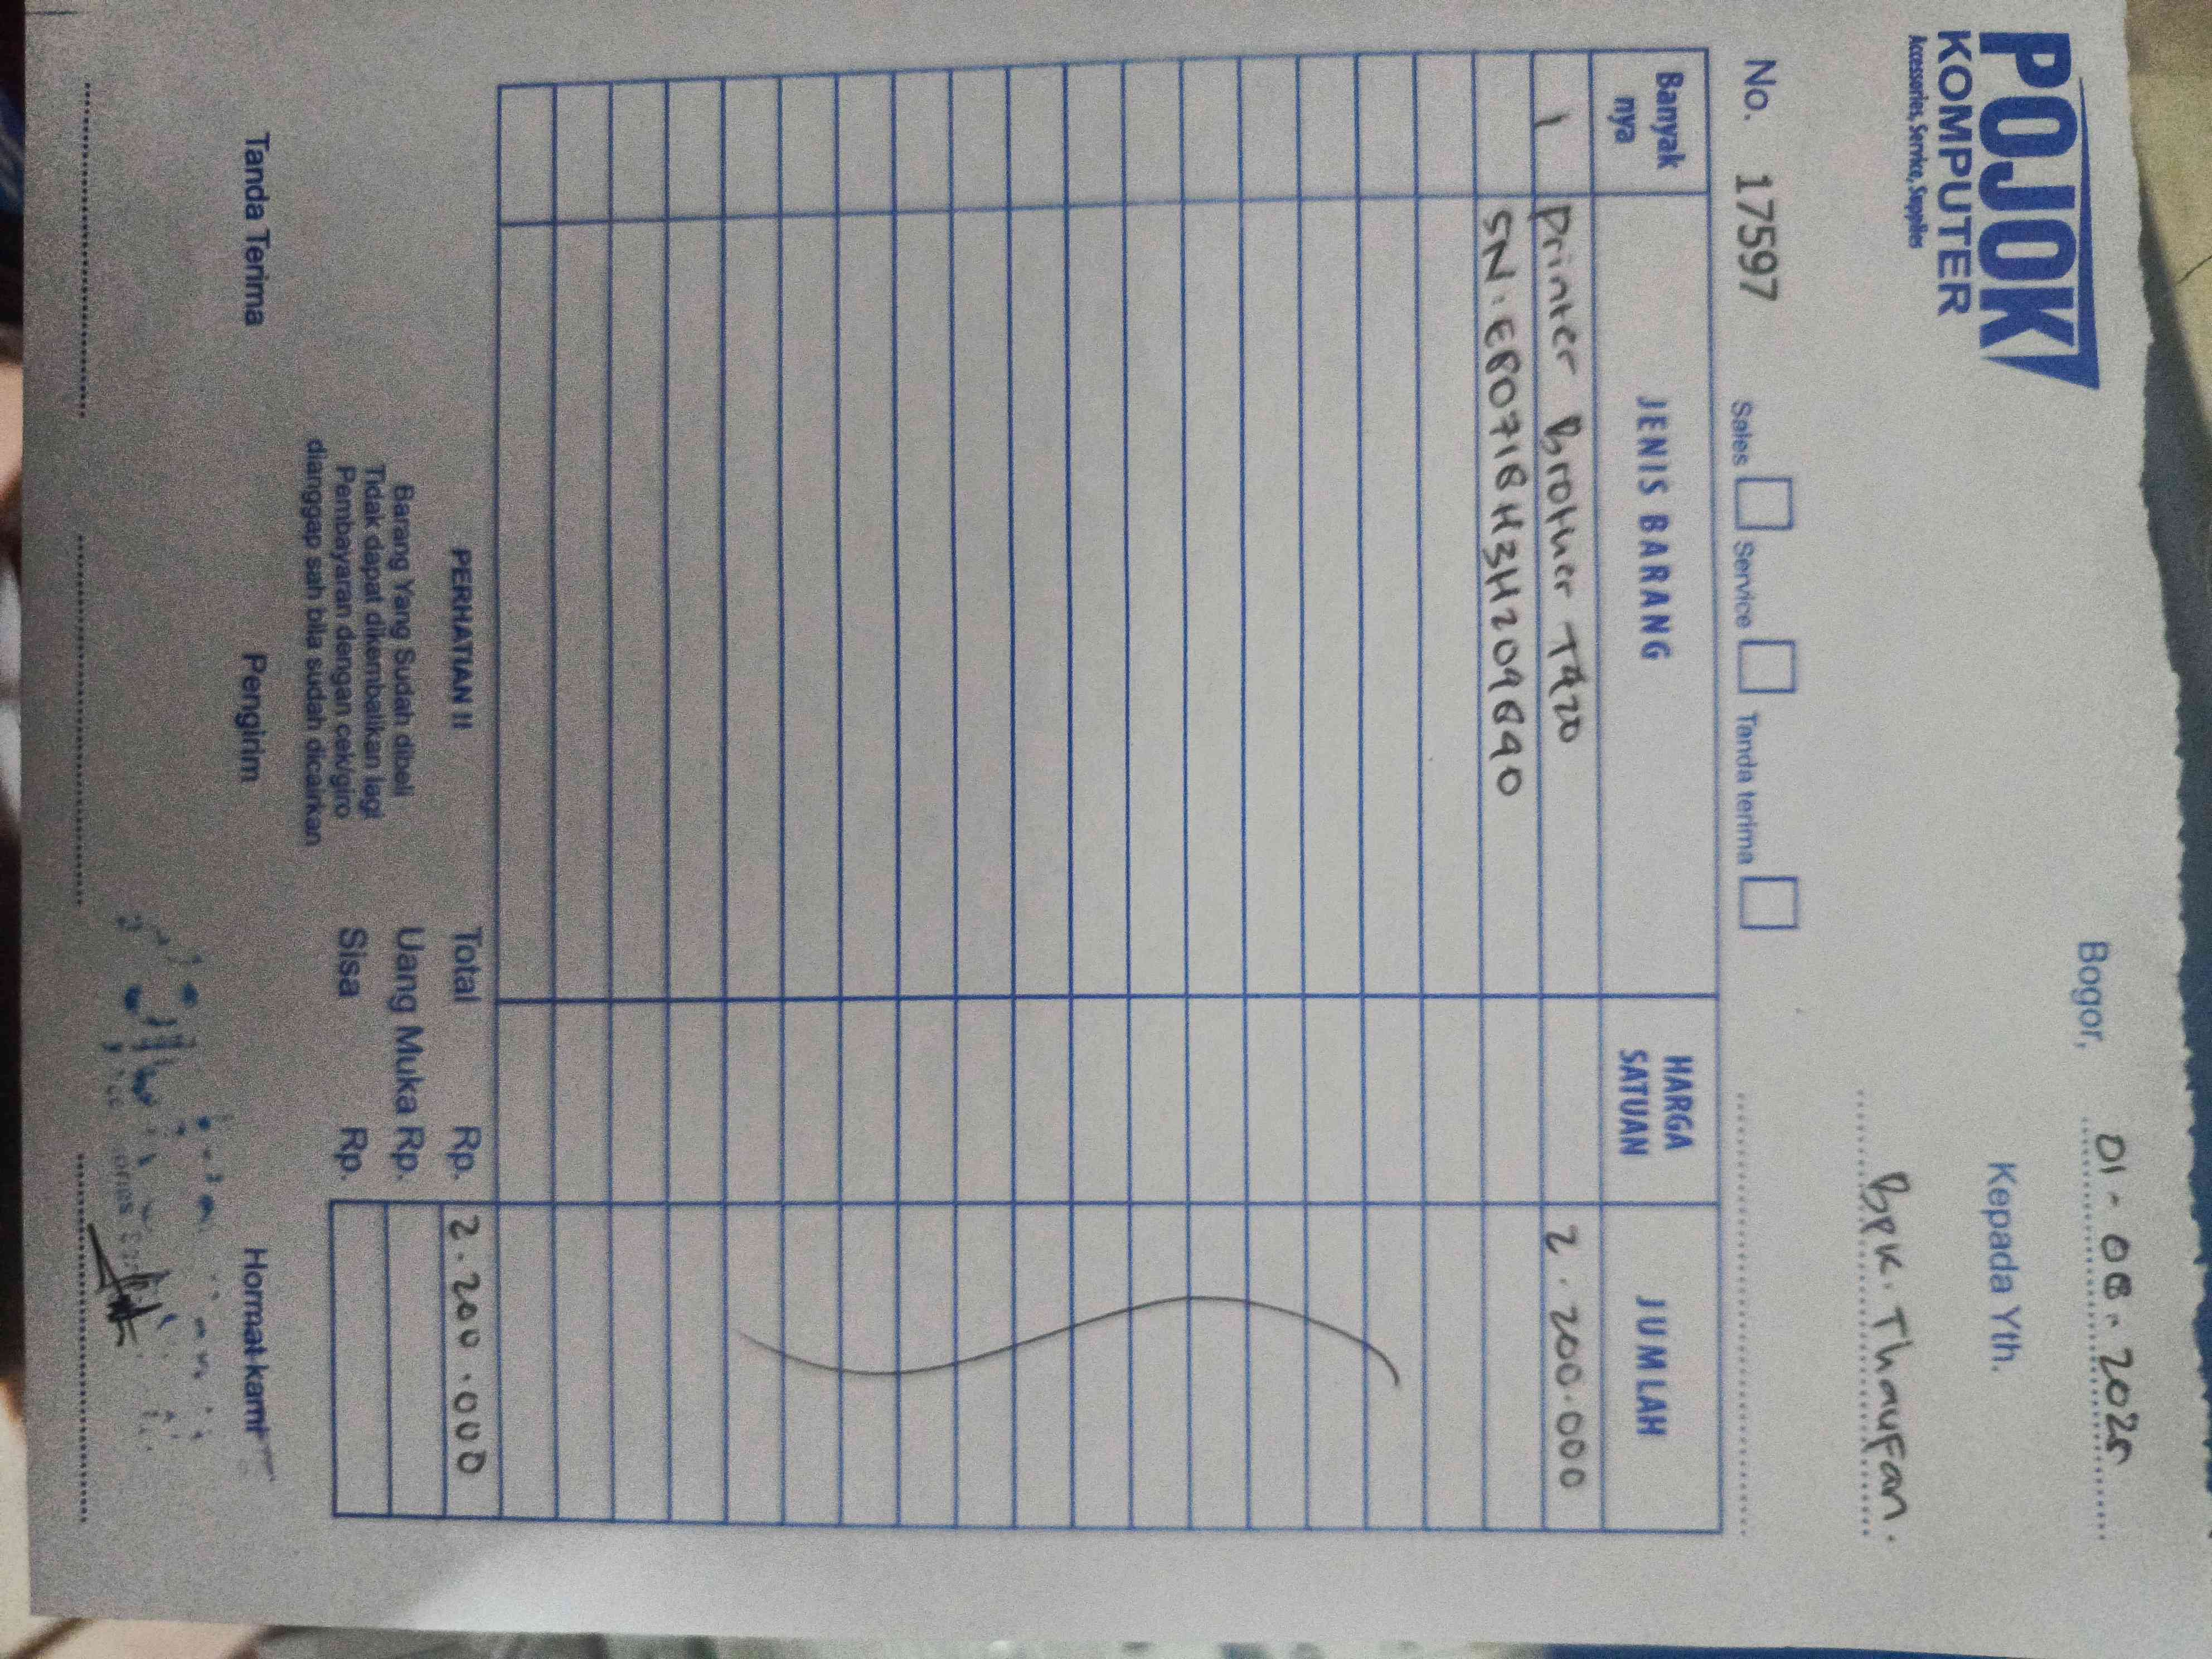 POJOK
KOMPUTER
Accessories, Service, Supplies
Bogor, 01-08-2025
Kepada Yth.
Bpk. Thaufan.
No. 17597 Sales Service Tanda terima
Banyak nya JENIS BARANG HARGA SATUAN JUMLAH
1 Printer Brother T420 2.200.000
SN: E80718H3H209840
Total Rp. 2.200.000
Uang Muka Rp.
Sisa Rp.
PERHATIAN !!
Barang Yang Sudah dibeli
Tidak dapat dikembalikan lagi
Pembayaran dengan cek/giro
dianggap sah bila sudah dicairkan
Tanda Terima Pengirim Hormat kami